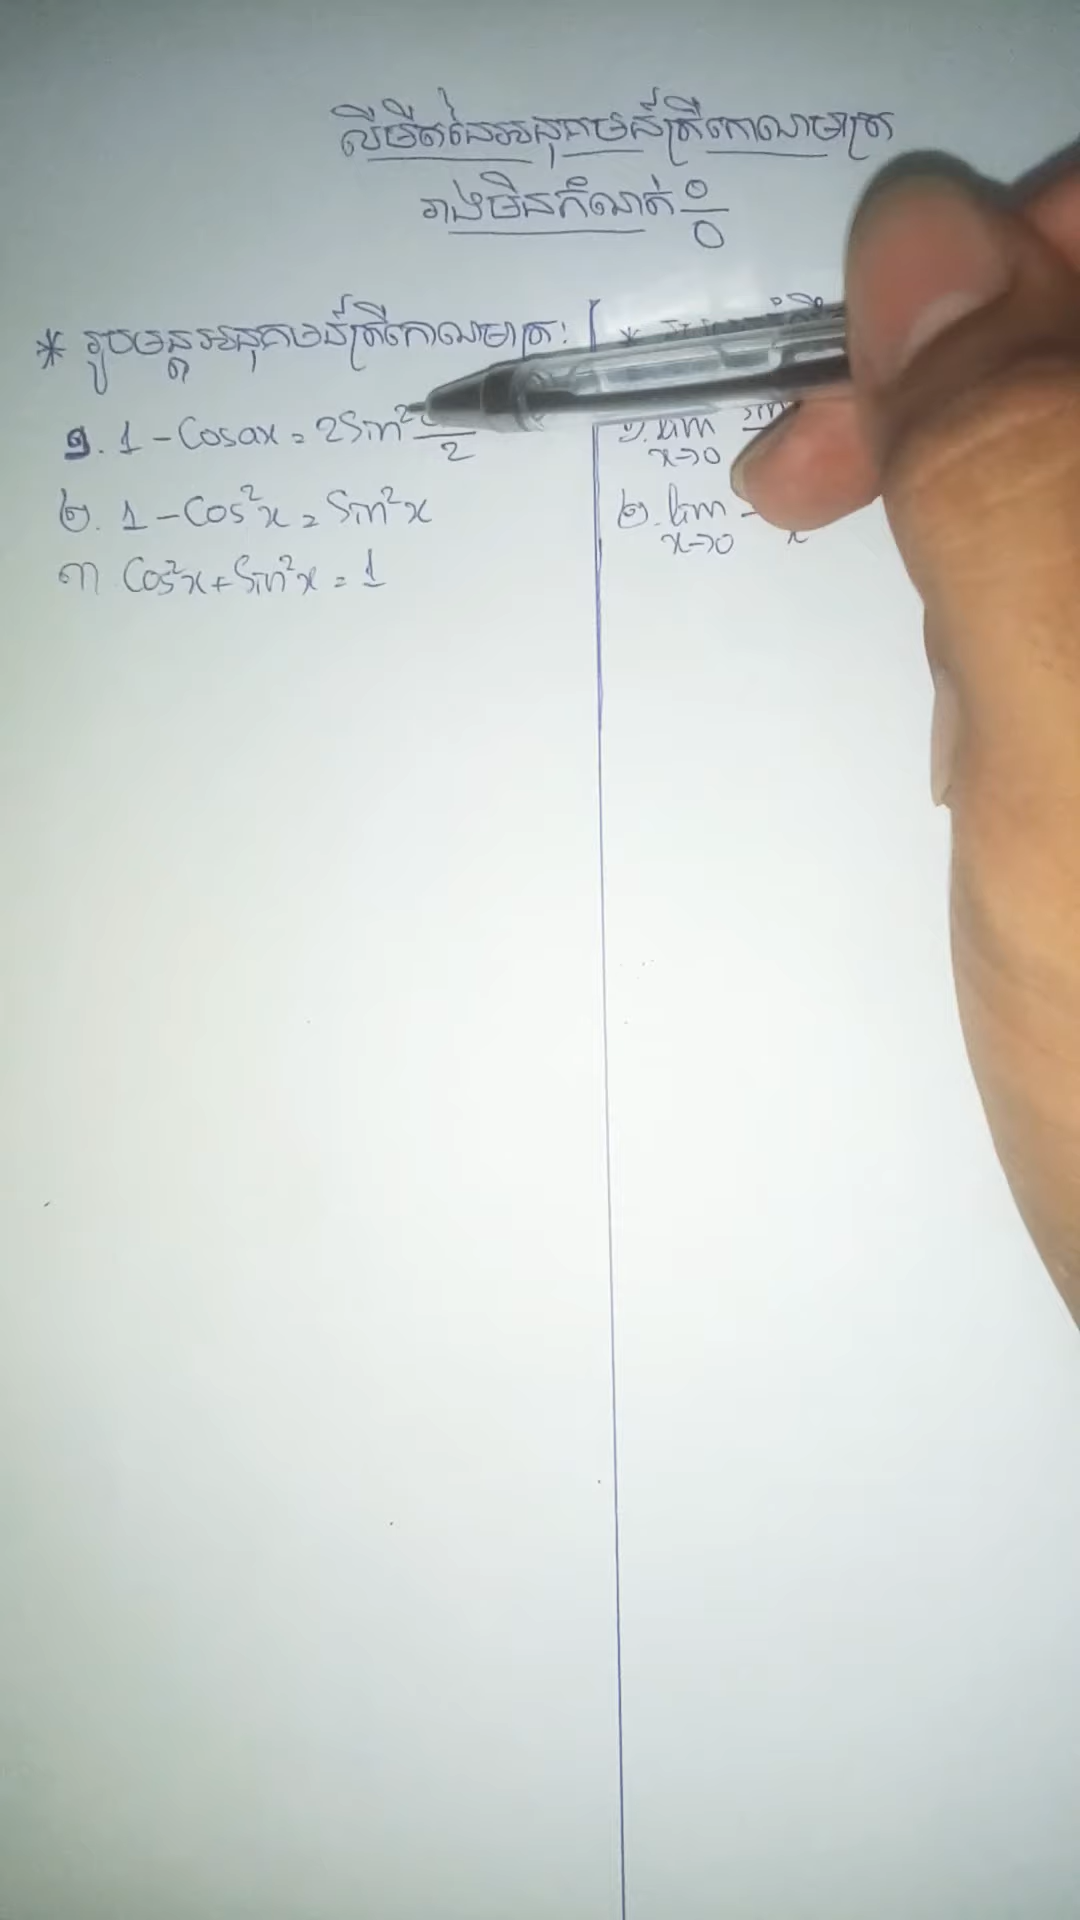 លីមីតនៃអនុគមន៍ត្រីកោណមាត្រ
រាងមិនកំណត់ 0/0
* រូបមន្តអនុគមន៍ត្រីកោណមាត្រ:
១. 1 - Cosax = 2Sin² /2
២. 1 - Cos²x = Sin²x
៣ Cos²x + Sin²x = 1
*
១. lim x→0 sin
២. lim x→0 x